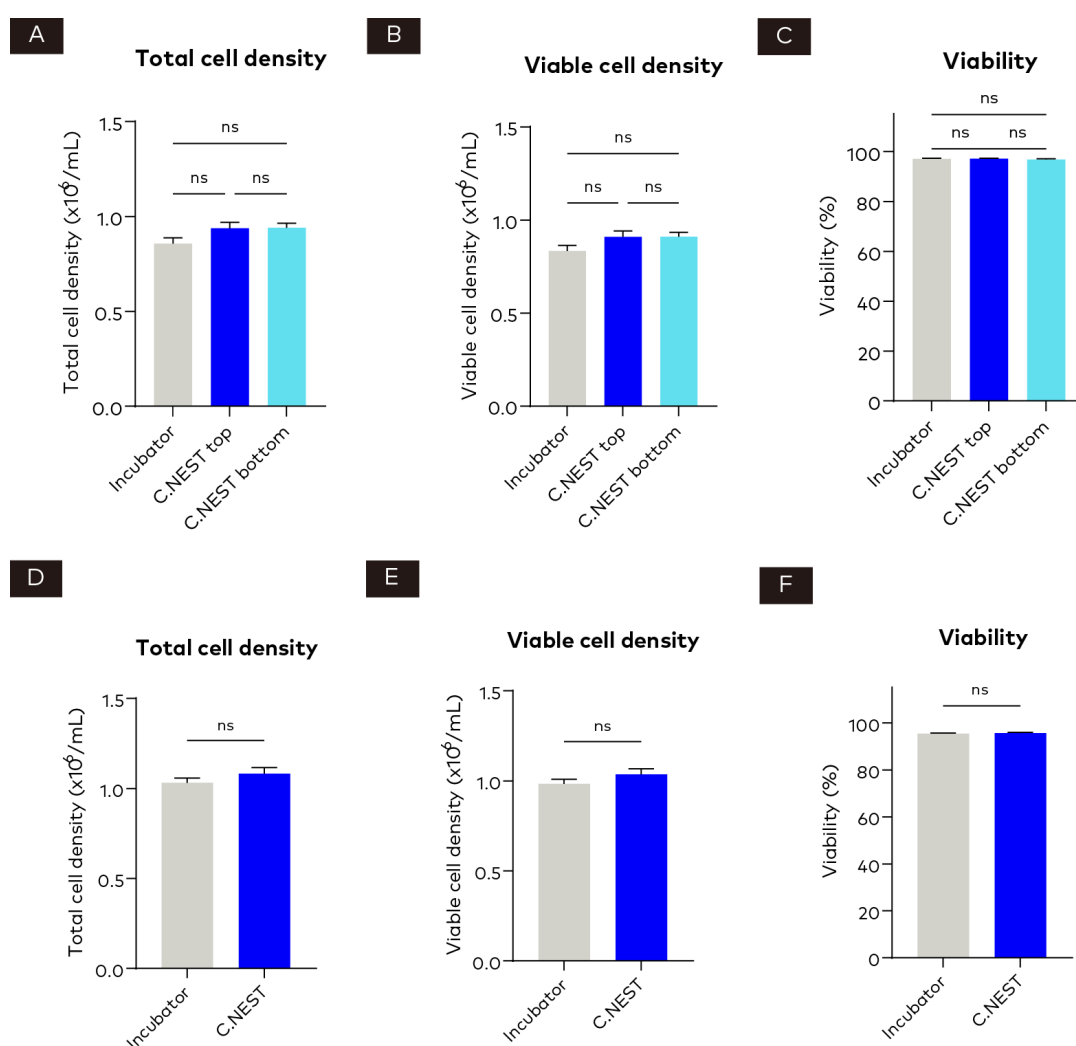 A
Total cell density
Total cell density (x10⁶/mL)
1.5
1.0
0.5
0.0
ns
ns
ns
Incubator
C.NEST top
C.NEST bottom
B
Viable cell density
Viable cell density (x10⁶/mL)
1.5
1.0
0.5
0.0
ns
ns
ns
Incubator
C.NEST top
C.NEST bottom
C
Viability
Viability (%)
100
80
60
40
20
0
ns
ns
ns
Incubator
C.NEST top
C.NEST bottom
D
Total cell density
Total cell density (x10⁶/mL)
1.5
1.0
0.5
0.0
ns
Incubator
C.NEST
E
Viable cell density
Viable cell density (x10⁶/mL)
1.5
1.0
0.5
0.0
ns
Incubator
C.NEST
F
Viability
Viability (%)
100
80
60
40
20
0
ns
Incubator
C.NEST